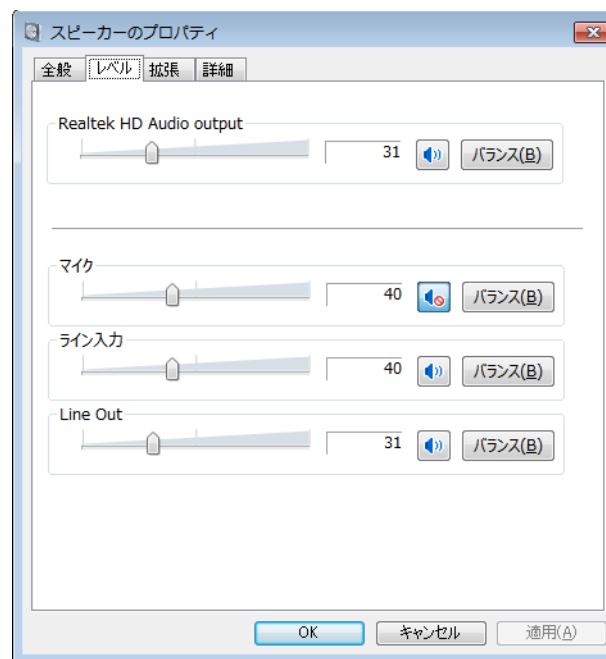 スピーカーのプロパティ
全般 レベル 拡張 詳細
Realtek HD Audio output
31 バランス(B)
マイク
40 バランス(B)
ライン入力
40 バランス(B)
Line Out
31 バランス(B)
OK キャンセル 適用(A)